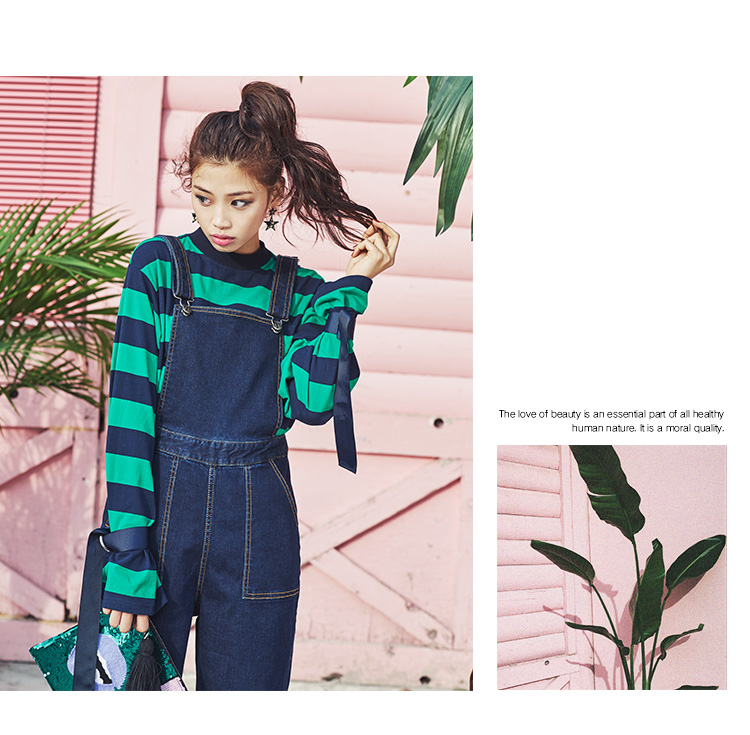 The love of beauty is an essential part of all healthy
human nature. It is a moral quality.